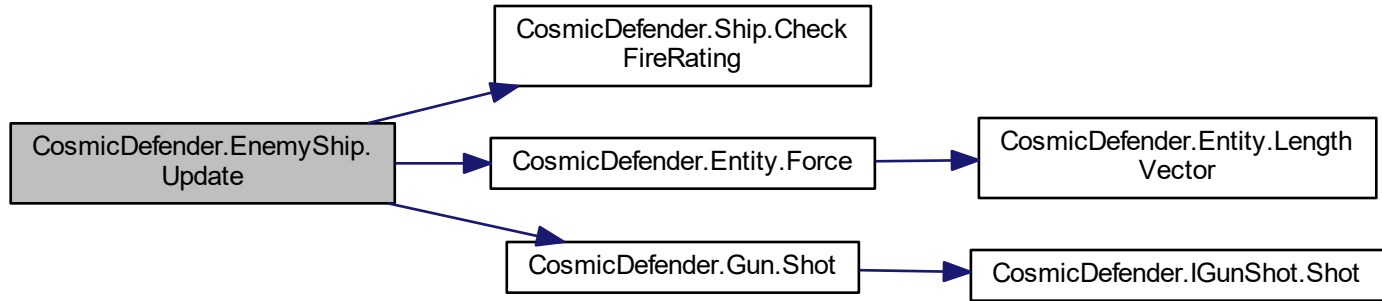 CosmicDefender.Ship.Check
FireRating
CosmicDefender.EnemyShip.
Update
CosmicDefender.Entity.Force
CosmicDefender.Entity.Length
Vector
CosmicDefender.Gun.Shot
CosmicDefender.IGunShot.Shot